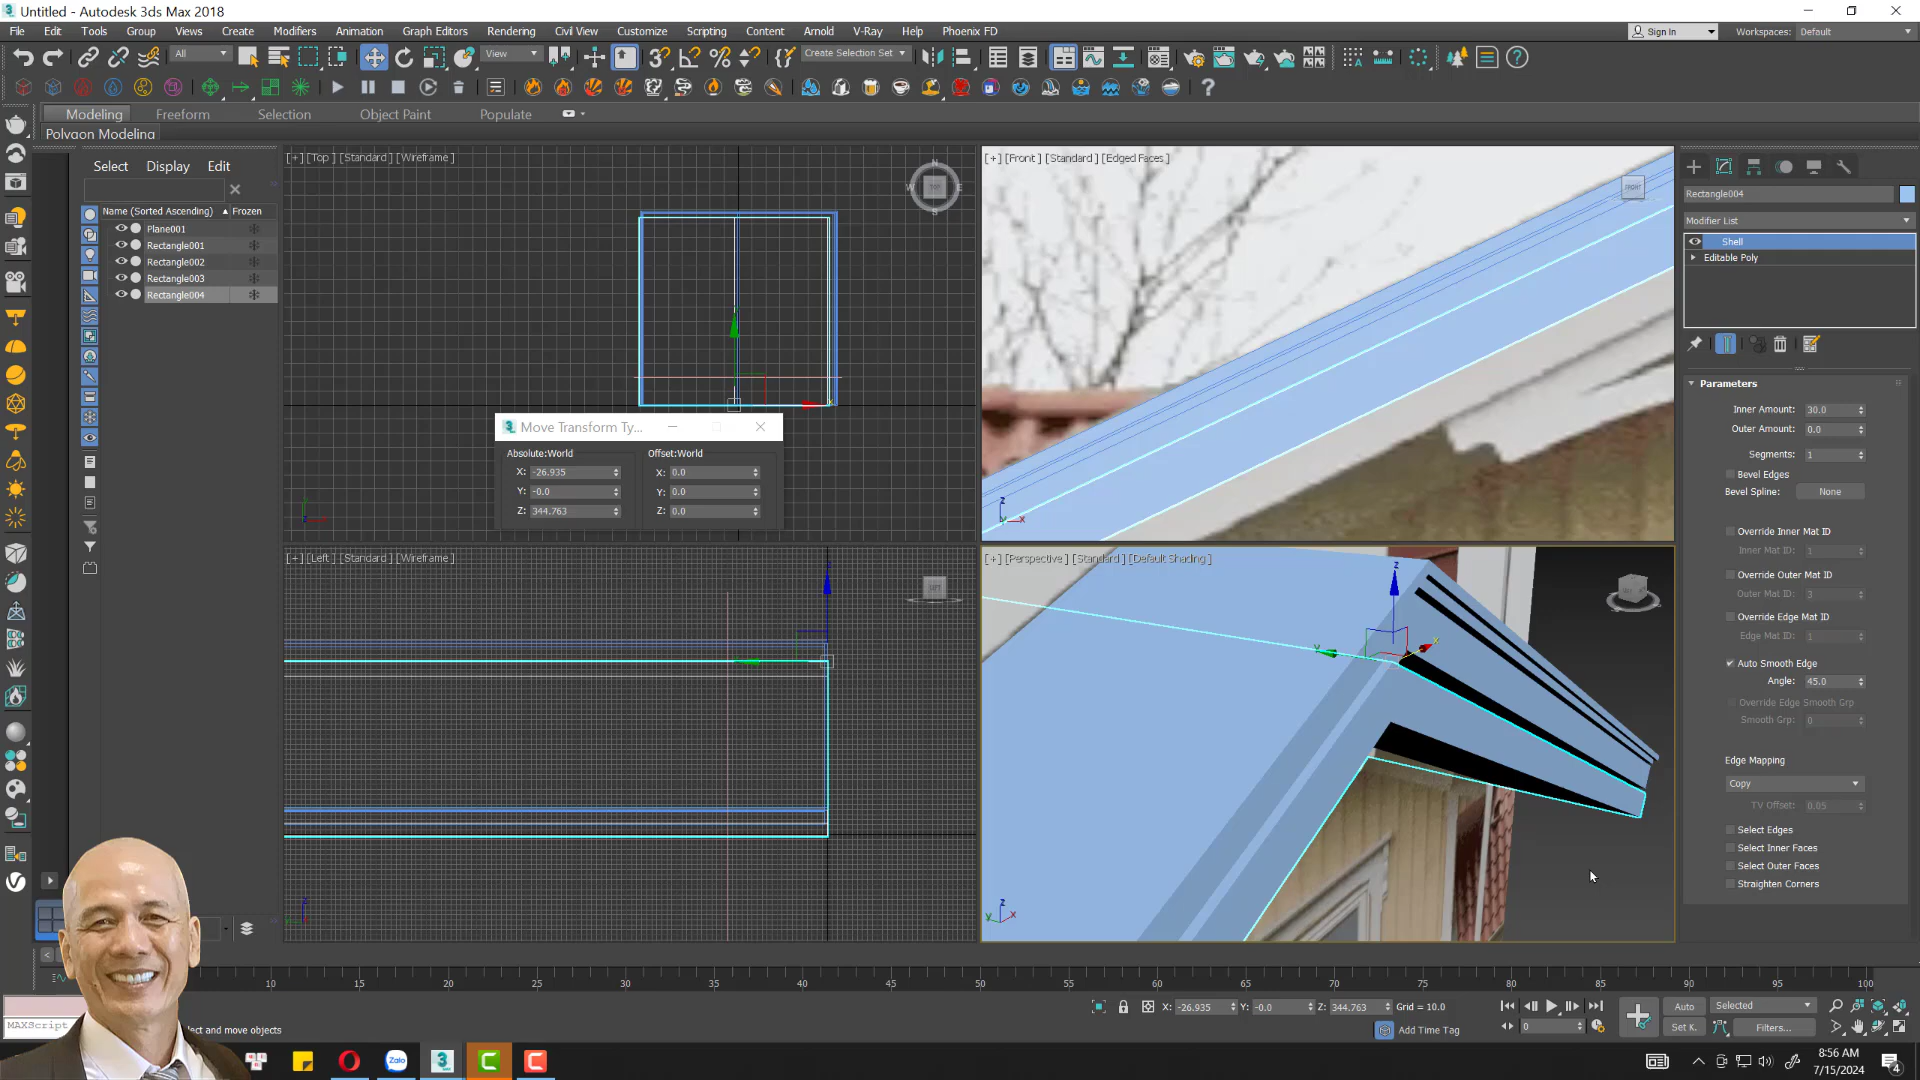 Untitled - Autodesk 3ds Max 2018
File Edit Tools Group Views Create Modifiers Animation Graph Editors Rendering Civil View Customize Scripting Content Arnold V-Ray Help Phoenix FD Sign In Workspaces: Default
All View Create Selection Set
Modeling Freeform Selection Object Paint Populate
Polygon Modeling
Select Display Edit
Name (Sorted Ascending) Frozen
Plane001
Rectangle001
Rectangle002
Rectangle003
Rectangle004
[+] [Top ] [Standard ] [Wireframe ]
N
W TOP E
S
[+] [Front ] [Standard ] [Edged Faces ]
FRONT
Move Transform Ty...
Absolute:World Offset:World
X: -26.935 X: 0.0
Y: -0.0 Y: 0.0
Z: 344.763 Z: 0.0
[+] [Left ] [Standard ] [Wireframe ]
LEFT
[+] [Perspective ] [Standard ] [Default Shading ]
Rectangle004
Modifier List
Shell
Editable Poly
Parameters
Inner Amount: 30.0
Outer Amount: 0.0
Segments: 1
Bevel Edges
Bevel Spline: None
Override Inner Mat ID
Inner Mat ID: 1
Override Outer Mat ID
Outer Mat ID: 3
Override Edge Mat ID
Edge Mat ID: 1
Auto Smooth Edge
Angle: 45.0
Override Edge Smooth Grp
Smooth Grp: 0
Edge Mapping
Copy
TV Offset: 0.05
Select Edges
Select Inner Faces
Select Outer Faces
Straighten Corners
10 15 20 25 30 35 40 45 50 55 60 65 70 75 80 85 90 95 100
X: -26.935 Y: -0.0 Z: 344.763 Grid = 10.0
Auto Selected
MAXScript
lect and move objects
Add Time Tag
0
Set K. Filters...
Zalo
8:56 AM
7/15/2024
4